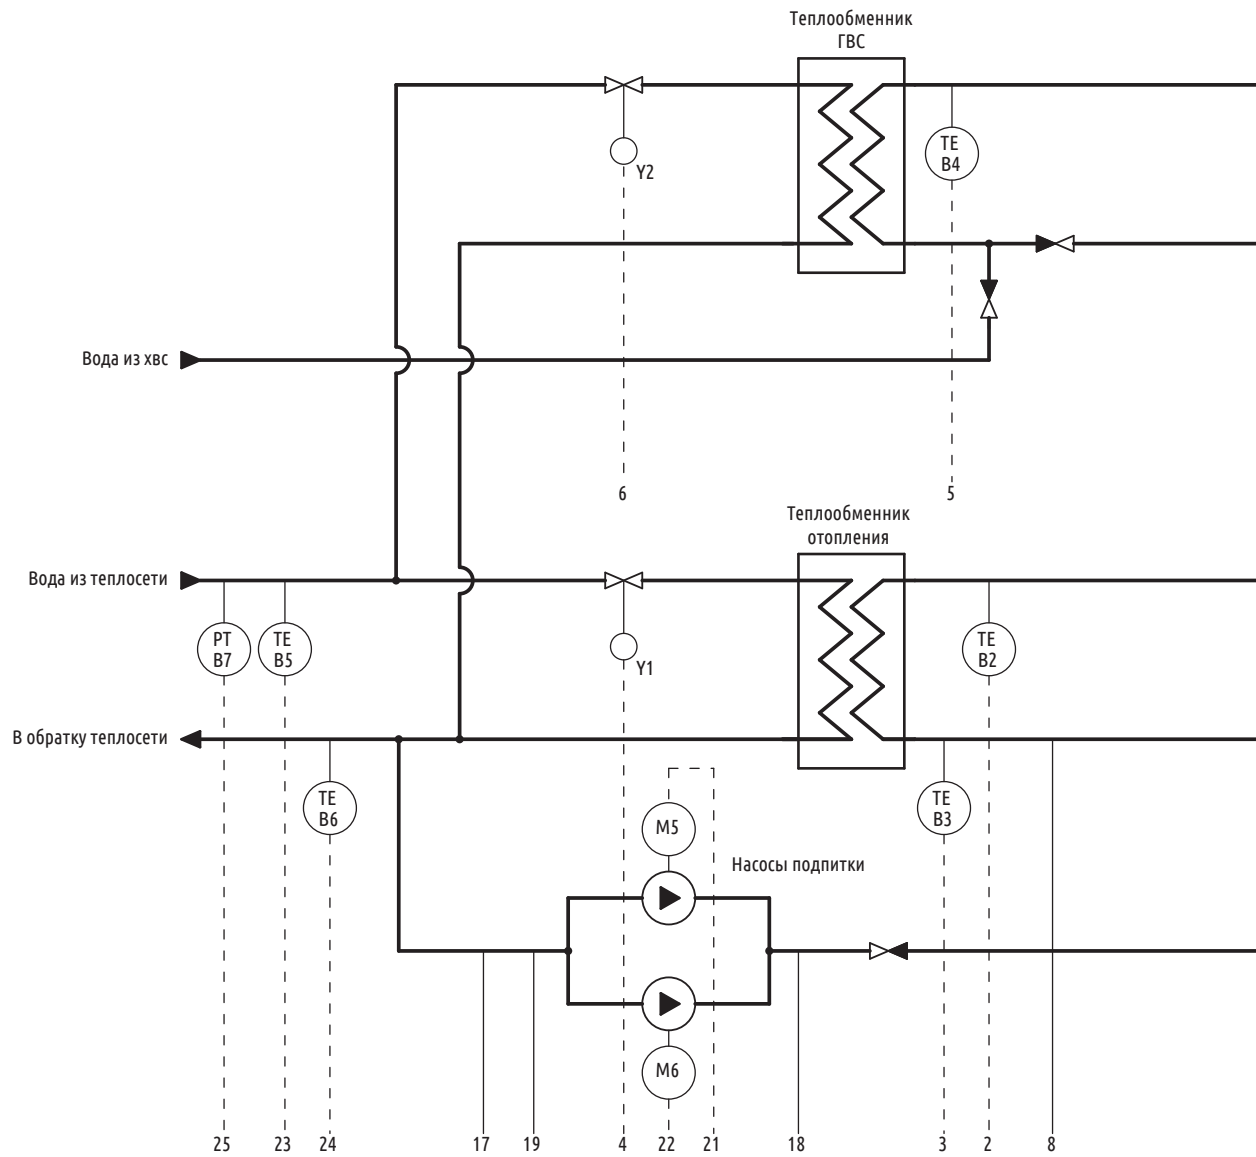 Теплообменник
ГВС
TE
B4
Y2
Вода из хвс
6
5
Теплообменник
отопления
Вода из теплосети
PT
B7
TE
B5
Y1
TE
B2
В обратку теплосети
TE
B6
M5
TE
B3
Насосы подпитки
M6
25
23
24
17
19
4
22
21
18
3
2
8